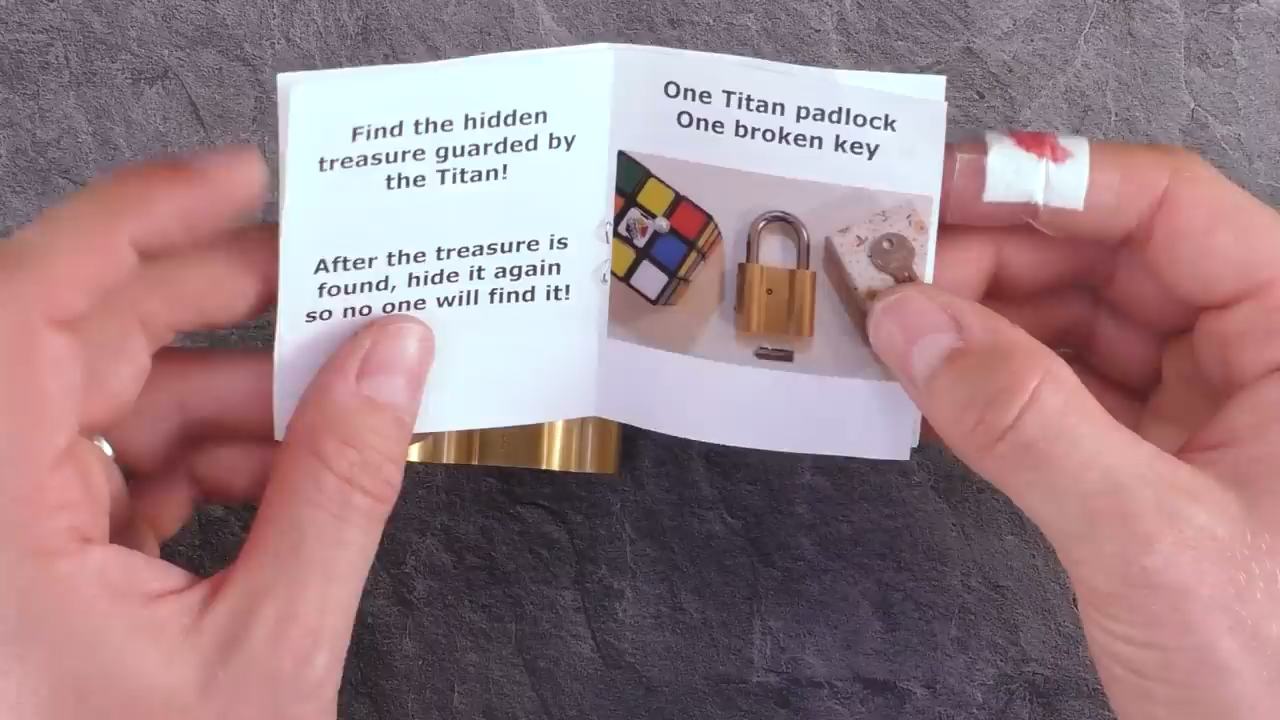 Find the hidden
treasure guarded by
the Titan!
After the treasure is
found, hide it again
so no one will find it!
One Titan padlock
One broken key